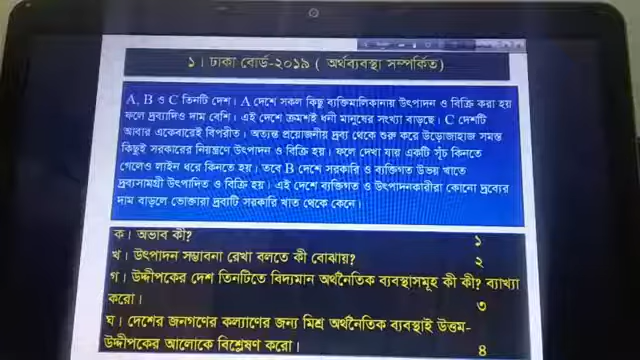 ১। ঢাকা বোর্ড-২০১৯ ( অর্থব্যবস্থা সম্পর্কিত)
A, B ও C তিনটি দেশ। A দেশে সকল কিছু ব্যক্তিমালিকানায় উৎপাদন ও বিক্রি করা হয়
ফলে দ্রব্যাদিও দাম বেশি। এই দেশে ক্রমশই ধনী মানুষের সংখ্যা বাড়ছে। C দেশটি
আবার একেবারেই বিপরীত। অত্যন্ত প্রয়োজনীয় দ্রব্য থেকে শুরু করে উড়োজাহাজ সমস্ত
কিছুই সরকারের নিয়ন্ত্রণে উৎপাদন ও বিক্রি হয়। ফলে দেখা যায় একটি সূঁচ কিনতে
গেলেও লাইন ধরে কিনতে হয়। তবে B দেশে সরকারি ও ব্যক্তিগত উভয় খাতে
দ্রব্যসামগ্রী উৎপাদিত ও বিক্রি হয়। এই দেশে ব্যক্তিগত ও উৎপাদনকারীরা কোনো দ্রব্যের
দাম বাড়লে ভোক্তারা দ্রব্যটি সরকারি খাত থেকে কেনে।
ক। অভাব কী? ১
খ। উৎপাদন সম্ভাবনা রেখা বলতে কী বোঝায়? ২
গ। উদ্দীপকের দেশ তিনটিতে বিদ্যমান অর্থনৈতিক ব্যবস্থাসমূহ কী কী? ব্যাখ্যা
করো। ৩
ঘ। দেশের জনগণের কল্যাণের জন্য মিশ্র অর্থনৈতিক ব্যবস্থাই উত্তম-
উদ্দীপকের আলোকে বিশ্লেষণ করো। ৪